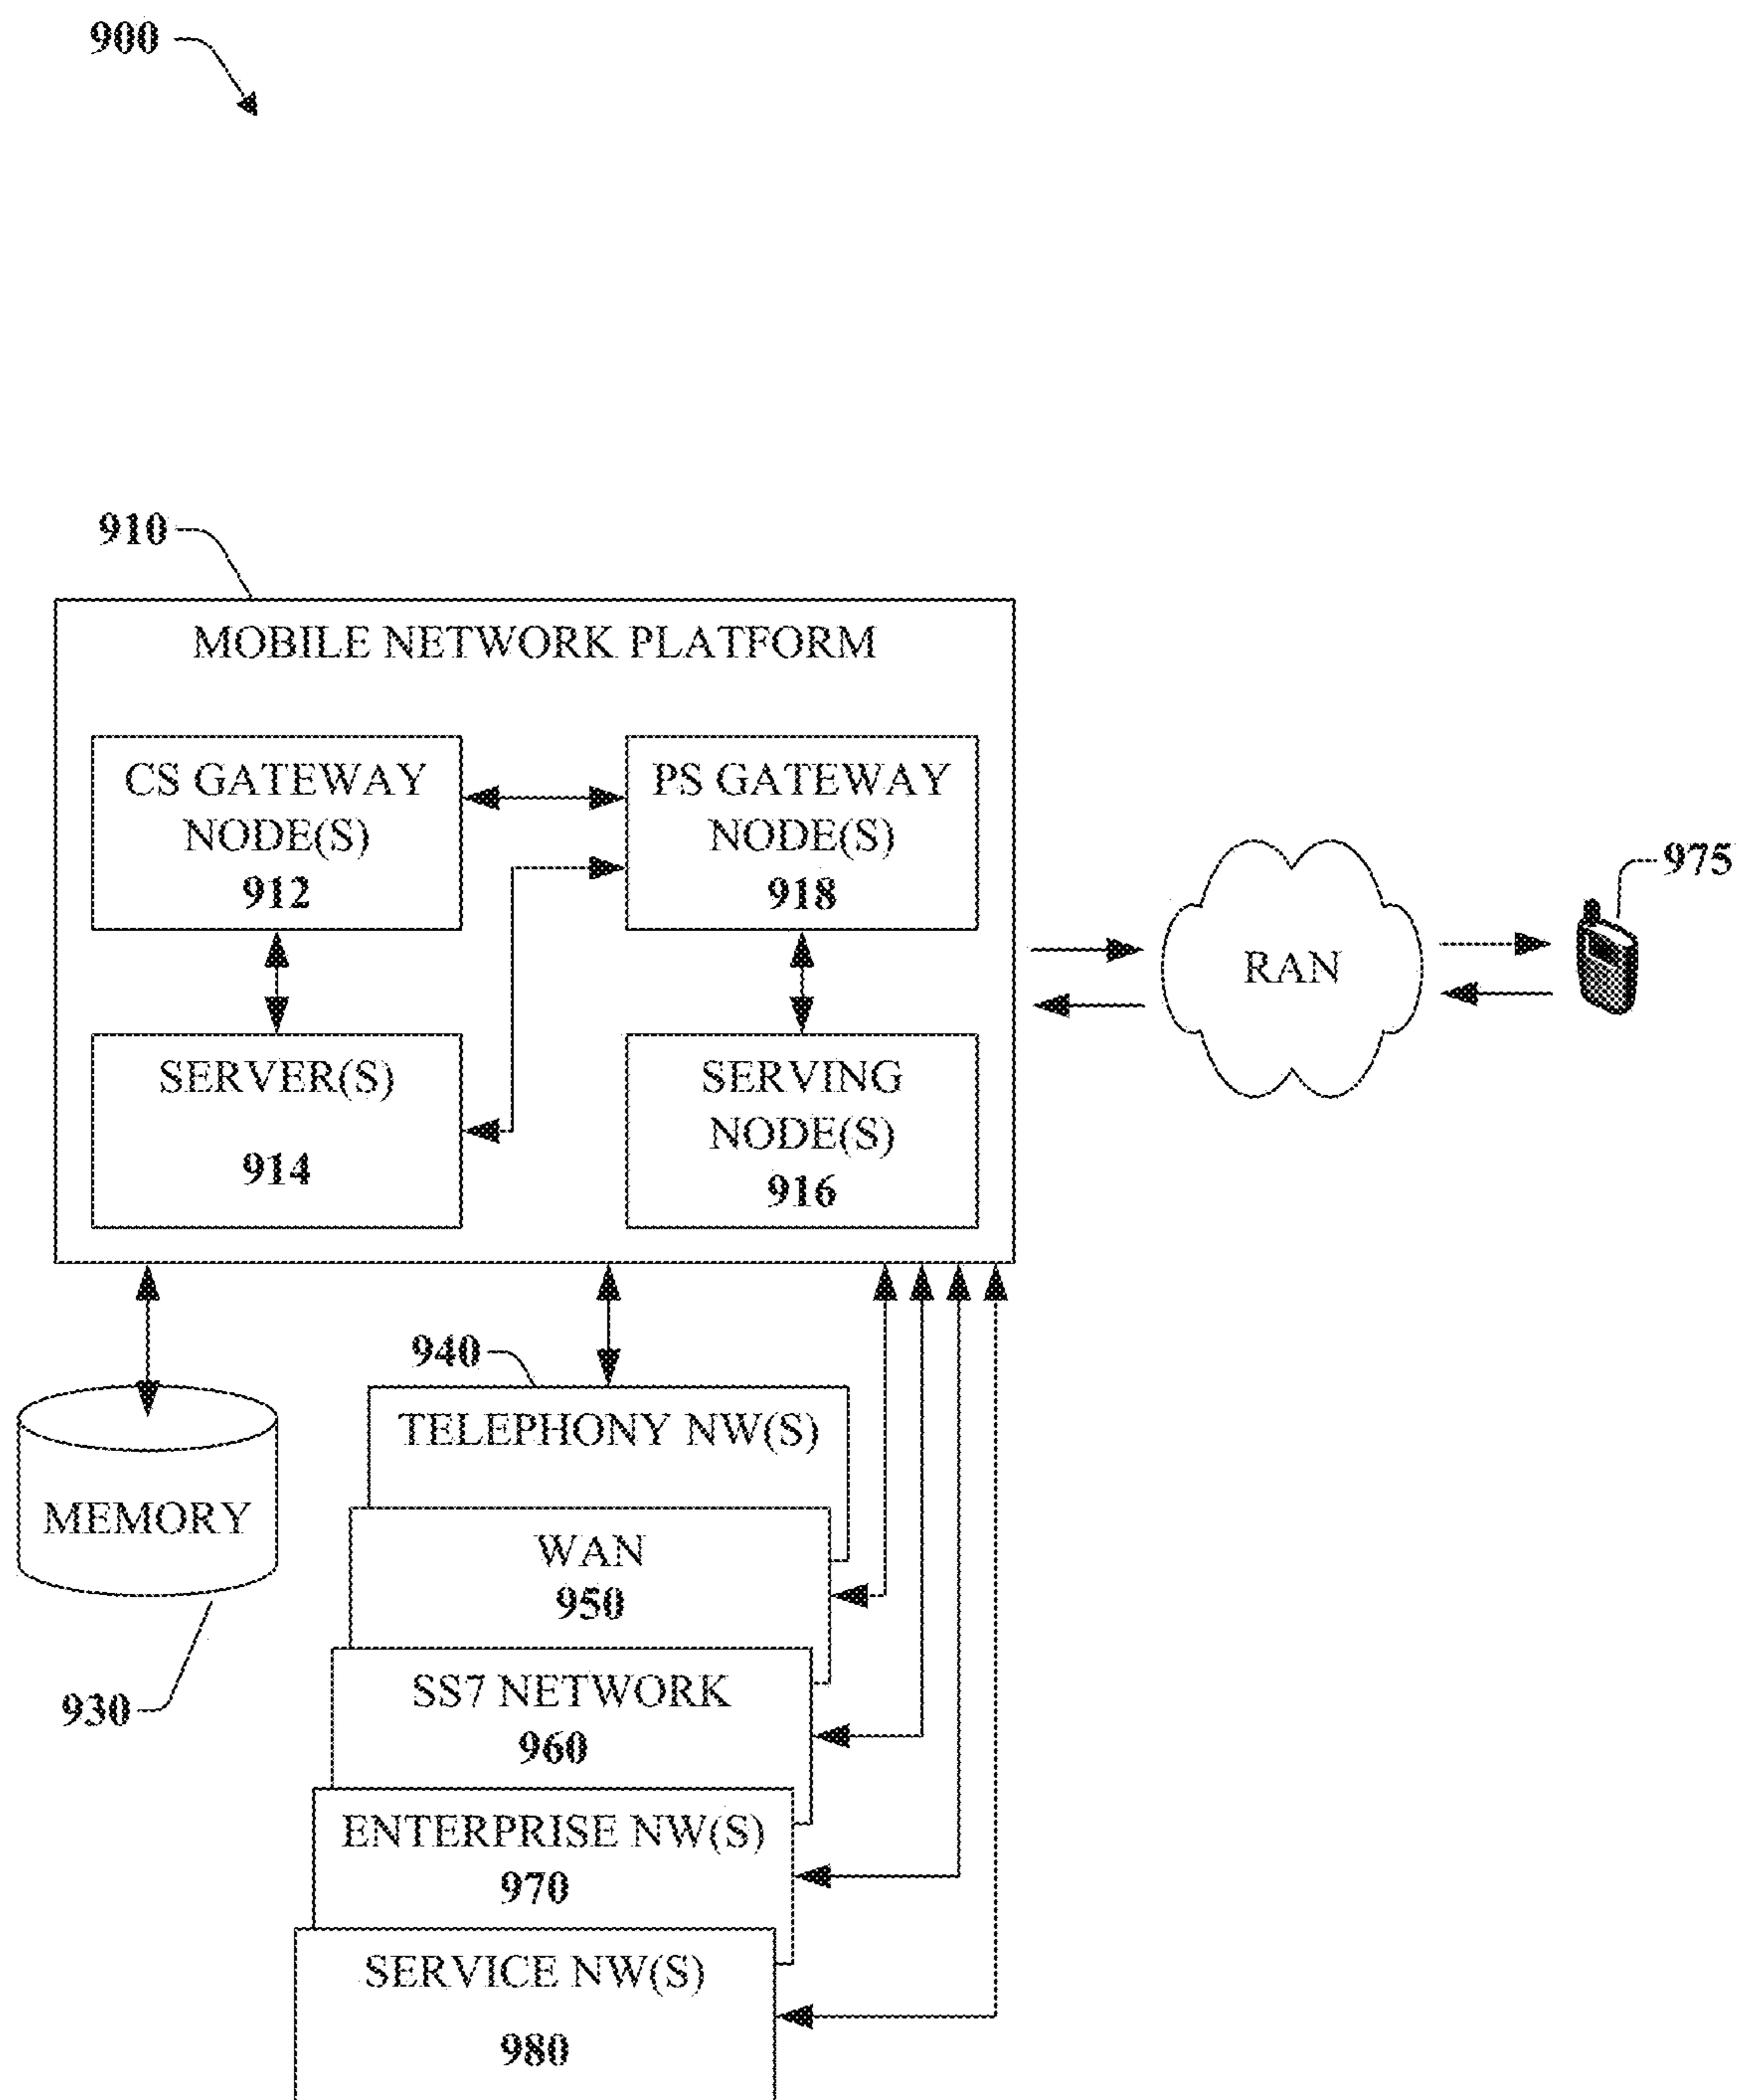 900
910
MOBILE NETWORK PLATFORM
CS GATEWAY
NODE(S)
912
PS GATEWAY
NODE(S)
918
SERVER(S)
914
SERVING
NODE(S)
916
RAN
975
940
TELEPHONY NW(S)
MEMORY
930
WAN
950
SS7 NETWORK
960
ENTERPRISE NW(S)
970
SERVICE NW(S)
980